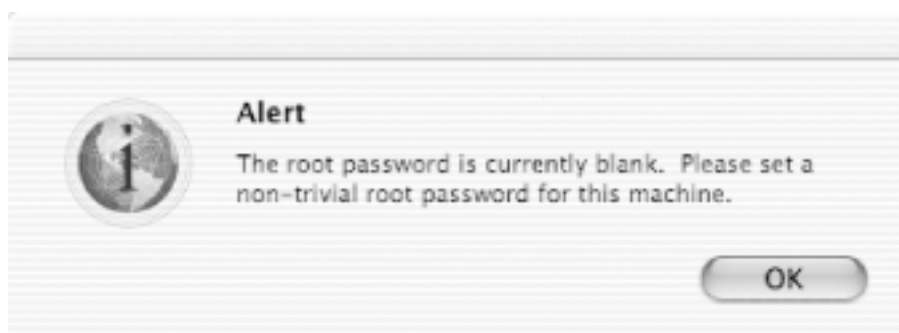 Alert
The root password is currently blank.  Please set a
non-trivial root password for this machine.
OK